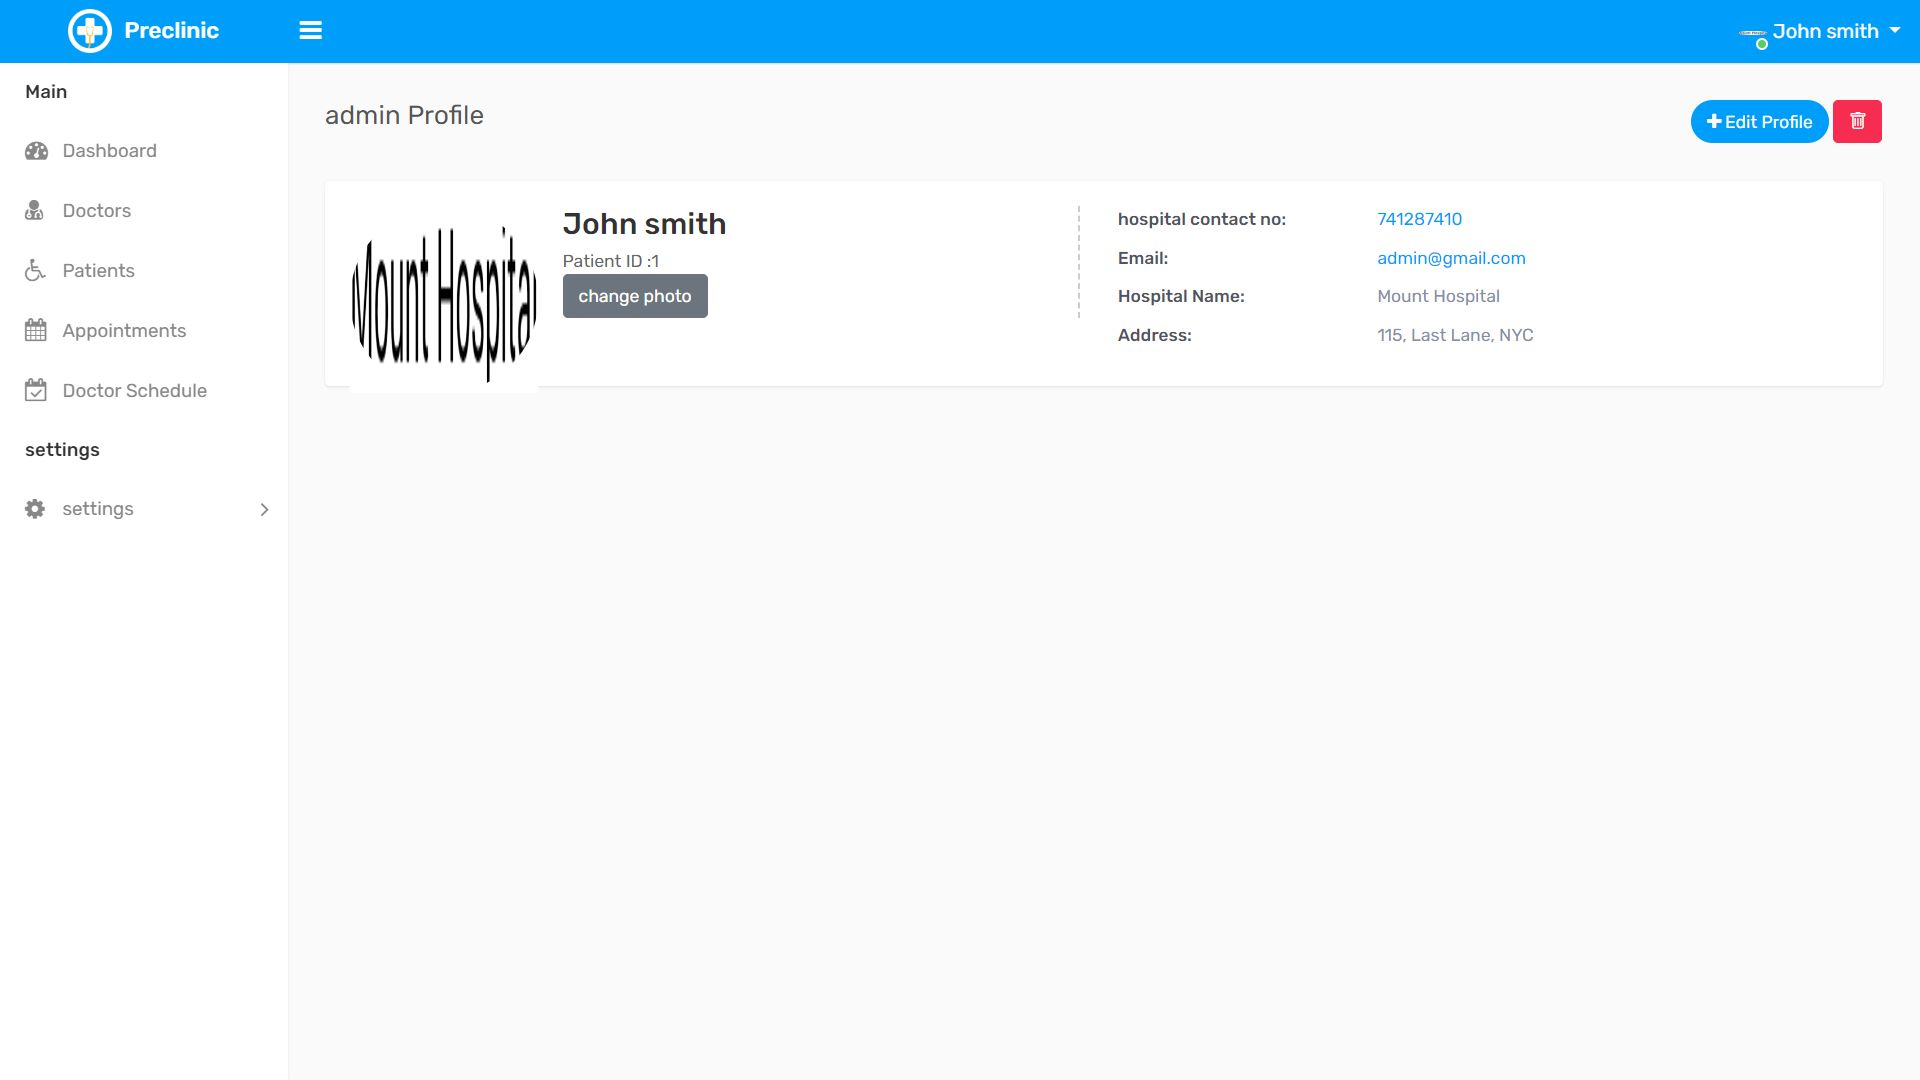 Preclinic
John smith
Main
Dashboard
Doctors
Patients
Appointments
Doctor Schedule
settings
settings
admin Profile
Edit Profile
Mount Hospital
John smith
Patient ID :1
change photo
hospital contact no: 741287410
Email: admin@gmail.com
Hospital Name: Mount Hospital
Address: 115, Last Lane, NYC